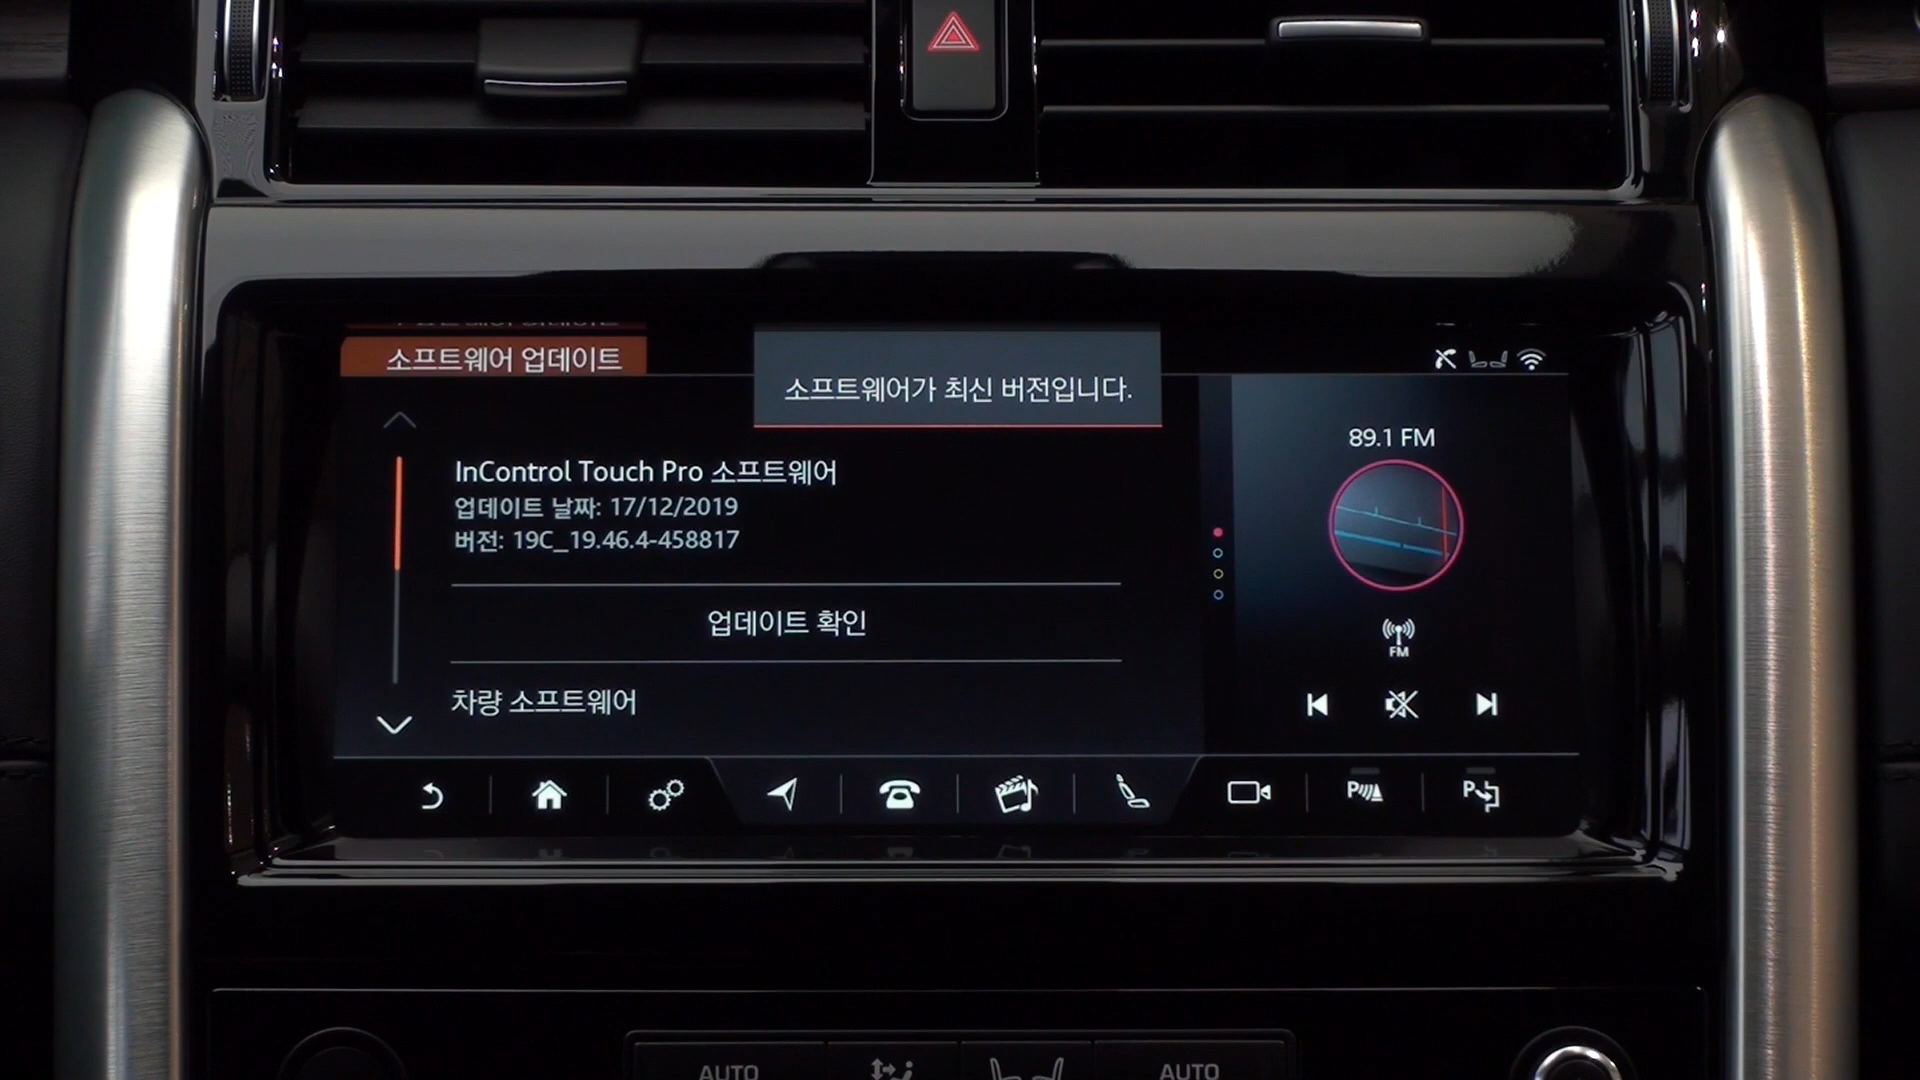 소프트웨어 업데이트
소프트웨어가 최신 버전입니다.
InControl Touch Pro 소프트웨어
업데이트 날짜: 17/12/2019
버전: 19C_19.46.4-458817
업데이트 확인
차량 소프트웨어
89.1 FM
FM
P
P
AUTO
AUTO